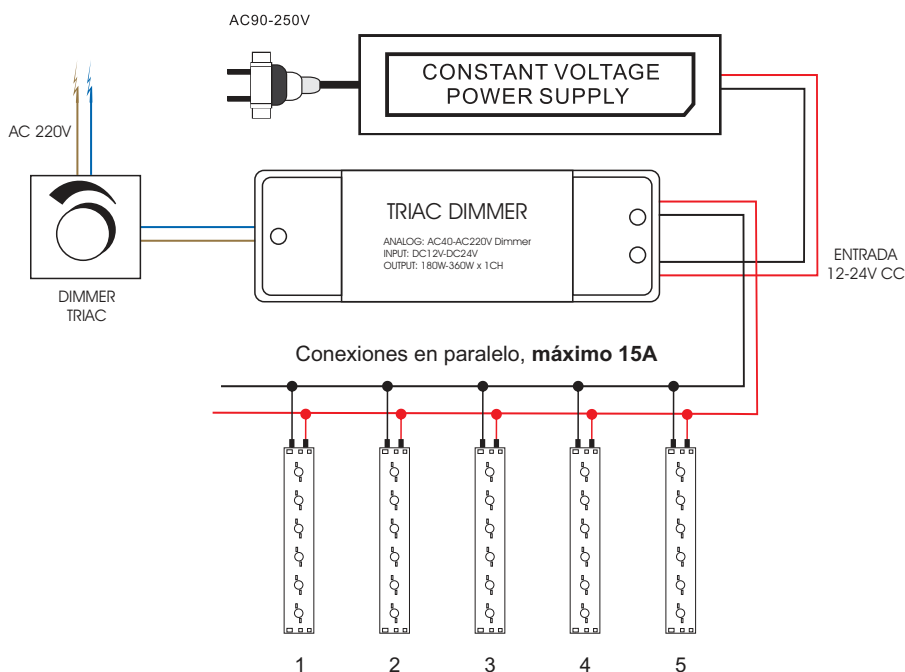 AC90-250V
CONSTANT VOLTAGE
POWER SUPPLY
AC 220V
TRIAC DIMMER
ANALOG: AC40-AC220V Dimmer
INPUT: DC12V-DC24V
OUTPUT: 180W-360W x 1CH
DIMMER
TRIAC
ENTRADA
12-24V CC
Conexiones en paralelo, máximo 15A
1 2 3 4 5